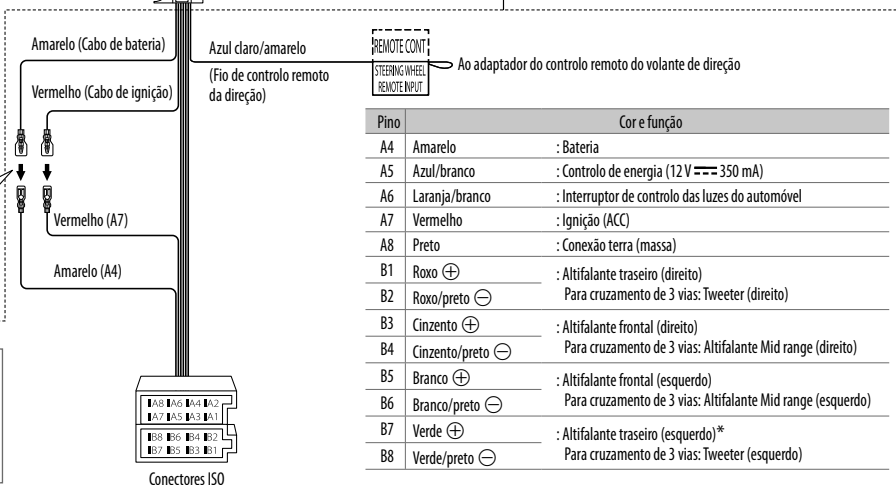 Amarelo (Cabo de bateria)
Vermelho (Cabo de ignição)
Azul claro/amarelo
(Fio de controlo remoto
da direção)
REMOTE CONT
STEERING WHEEL
REMOTE INPUT
Ao adaptador do controlo remoto do volante de direção
Vermelho (A7)
Amarelo (A4)
A8 A6 A4 A2
A7 A5 A3 A1
B8 B6 B4 B2
B7 B5 B3 B1
Conectores ISO
Pino Cor e função
A4 Amarelo : Bateria
A5 Azul/branco : Controlo de energia (12 V ⎓ 350 mA)
A6 Laranja/branco : Interruptor de controlo das luzes do automóvel
A7 Vermelho : Ignição (ACC)
A8 Preto : Conexão terra (massa)
B1 Roxo ⊕ : Altifalante traseiro (direito)
B2 Roxo/preto ⊖ Para cruzamento de 3 vias: Tweeter (direito)
B3 Cinzento ⊕ : Altifalante frontal (direito)
B4 Cinzento/preto ⊖ Para cruzamento de 3 vias: Altifalante Mid range (direito)
B5 Branco ⊕ : Altifalante frontal (esquerdo)
B6 Branco/preto ⊖ Para cruzamento de 3 vias: Altifalante Mid range (esquerdo)
B7 Verde ⊕ : Altifalante traseiro (esquerdo)*
B8 Verde/preto ⊖ Para cruzamento de 3 vias: Tweeter (esquerdo)